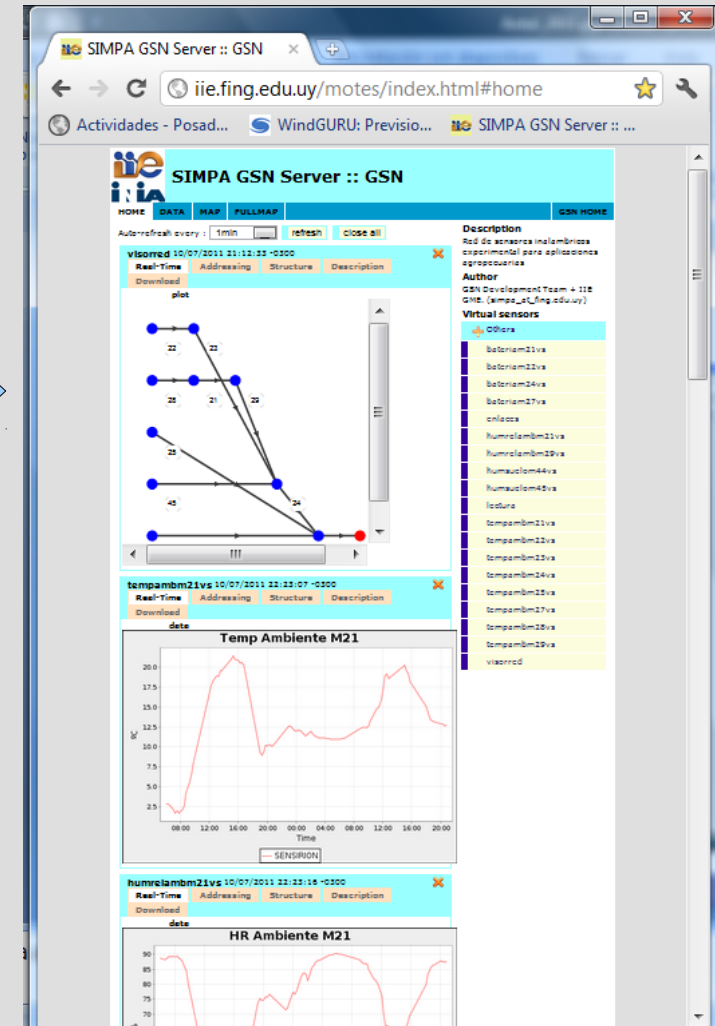 SIMPA GSN Server :: GSN
iie.fing.edu.uy/motes/index.html#home
Actividades - Posad...
WindGURU: Previsio...
SIMPA GSN Server :: ...
iie
iNiA
SIMPA GSN Server :: GSN
HOME DATA MAP FULLMAP GSN HOME
Auto-refresh every : 1min refresh close all
visorred 10/07/2011 21:12:33 -0300
Real-Time Addressing Structure Description
Download
plot
22 23
21 29
25
24
tempambm21vs 10/07/2011 22:23:07 -0300
Real-Time Addressing Structure Description
Download
date
Temp Ambiente M21
20.0
17.5
15.0
12.5
ºC
10.0
7.5
5.0
2.5
08:00 12:00 16:00 20:00 00:00 04:00 08:00 12:00 16:00 20:00
Time
SENSIRION
humrelambm21vs 10/07/2011 22:23:16 -0300
Real-Time Addressing Structure Description
Download
date
HR Ambiente M21
90
85
80
75
70
Description
Red de sensores inalambricos
experimental para aplicaciones
agropecuarias
Author
GSN Development Team + IIE
GME. (simpa_at_fing.edu.uy)
Virtual sensors
Others
bateriam21vs
bateriam22vs
bateriam24vs
bateriam27vs
enlaces
humrelambm21vs
humrelambm29vs
humsuelom44vs
humsuelom45vs
lectura
tempambm21vs
tempambm22vs
tempambm23vs
tempambm24vs
tempambm25vs
tempambm27vs
tempambm28vs
tempambm29vs
visorred